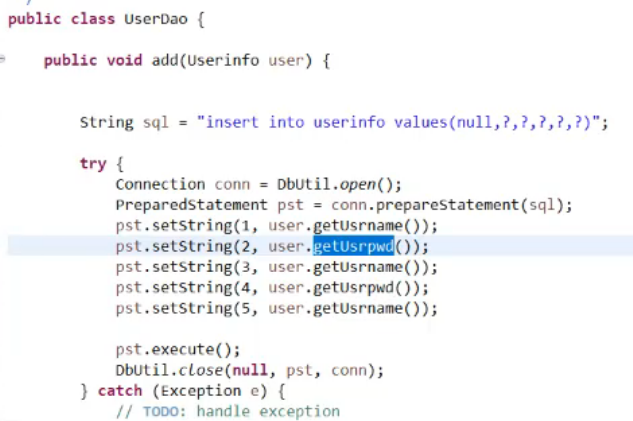 public class UserDao {
public void add(Userinfo user) {
String sql = "insert into userinfo values(null,?,?,?,?,?)";
try {
Connection conn = DbUtil.open();
PreparedStatement pst = conn.prepareStatement(sql);
pst.setString(1, user.getUsrname());
pst.setString(2, user.getUsrpwd());
pst.setString(3, user.getUsrname());
pst.setString(4, user.getUsrpwd());
pst.setString(5, user.getUsrname());
pst.execute();
DbUtil.close(null, pst, conn);
} catch (Exception e) {
// TODO: handle exception